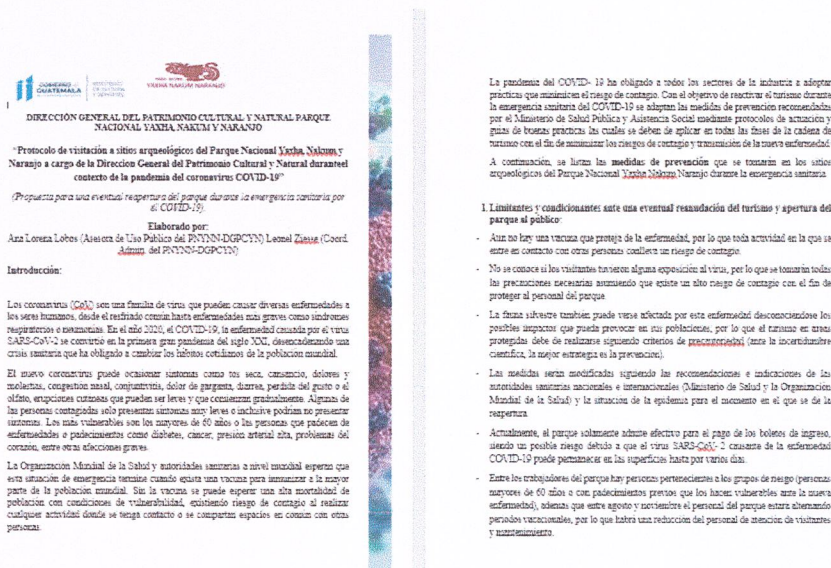 GOBIERNO de
GUATEMALA
MINISTERIO
DE CULTURA
Y DEPORTES
YAXHA NAKUM NARANJO
DIRECCIÓN GENERAL DEL PATRIMONIO CULTURAL Y NATURAL PARQUE
NACIONAL YAXHA, NAKUM Y NARANJO
“Protocolo de visitación a sitios arqueológicos del Parque Nacional Yaxha, Nakum y
Naranjo a cargo de la Direccion General del Patrimonio Cultural y Natural duranteel
contexto de la pandemia del coronavirus COVID-19”
(Propuesta para una eventual reapertura del parque durante la emergencia sanitaria por
el COVID-19).
Elaborado por:
Ana Lorena Lobos (Asesora de Uso Público del PNYNN-DGPCYN) Leonel Ziesse (Coord.
Admin. del PNYNN-DGPCYN)
Introducción:
Los coronavirus (CoV) son una familia de virus que pueden causar diversas enfermedades a
los seres humanos, desde el resfriado común hasta enfermedades mas graves como síndromes
respiratorios o neumonías. En el año 2020, el COVID-19, la enfermedad causada por el virus
SARS-CoV-2 se convirtió en la primera gran pandemia del siglo XXI, desencadenando una
crisis sanitaria que ha obligado a cambiar los hábitos cotidianos de la población mundial.
El nuevo coronavirus puede ocasionar síntomas como tos seca, cansancio, dolores y
molestias, congestión nasal, conjuntivitis, dolor de garganta, diarrea, perdida del gusto o el
olfato, erupciones cutaneas que pueden ser leves y que comienzan gradualmente. Algunas de
las personas contagiadas solo presentan síntomas muy leves o inclusive podrían no presentar
síntomas. Los más vulnerables son los mayores de 60 años o las personas que padecen de
enfermedades o padecimientos como diabetes, cancer, presión arterial alta, problemas del
corazón, entre otras afecciones graves.
La Organización Mundial de la Salud y autoridades sanitarias a nivel mundial esperan que
esta situación de emergencia termine cuando exista una vacuna para inmunizar a la mayor
parte de la población mundial. Sin la vacuna se puede esperar una alta mortalidad de
población con condiciones de vulnerabilidad, existiendo riesgo de contagio al realizar
cualquier actividad donde se tenga contacto o se compartan espacios en común con otras
personas.
La pandemia del COVID- 19 ha obligado a todos los sectores de la industria a adoptar
prácticas que minimicen el riesgo de contagio. Con el objetivo de reactivar el turismo durante
la emergencia sanitaria del COVID-19 se adaptan las medidas de prevención recomendadas
por el Ministerio de Salud Pública y Asistencia Social mediante protocolos de actuación y
guías de buenas prácticas las cuales se deben de aplicar en todas las fases de la cadena de
turismo con el fin de minimizar los riesgos de contagio y transmisión de la nueva enfermedad.
A continuación, se listan las medidas de prevención que se tomarán en los sitios
arqueológicos del Parque Nacional Yaxha Nakum Naranjo durante la emergencia sanitaria.
1. Limitantes y condicionantes ante una eventual reanudación del turismo y apertura del
parque al público:
- Aun no hay una vacuna que proteja de la enfermedad, por lo que toda actividad en la que se
entre en contacto con otras personas conlleva un riesgo de contagio.
- No se conoce si los visitantes tuvieron alguna exposición al virus, por lo que se tomarán todas
las precauciones necesarias asumiendo que existe un alto riesgo de contagio con el fin de
proteger al personal del parque.
- La fauna silvestre también puede verse afectada por esta enfermedad desconociendose los
posibles impactos que pueda provocar en sus poblaciones, por lo que el turismo en areas
protegidas debe de realizarse siguiendo criterios de precautoriedad (ante la incertidumbre
científica, la mejor estrategia es la prevención).
- Las medidas serán modificadas siguiendo las recomendaciones e indicaciones de las
autoridades sanitarias nacionales e internacionales (Ministerio de Salud y la Organización
Mundial de la Salud) y la situación de la epidemia para el momento en el que se de la
reapertura.
- Actualmente, el parque solamente admite efectivo para el pago de los boletos de ingreso,
siendo un posible riesgo debido a que el virus SARS-CoV- 2 causante de la enfermedad
COVID-19 puede permanecer en las superficies hasta por varios días.
- Entre los trabajadores del parque hay personas pertenecientes a los grupos de riesgo (personas
mayores de 60 años o con padecimientos previos que los hacen vulnerables ante la nueva
enfermedad), ademas que entre agosto y noviembre el personal del parque estara alternando
periodos vacacionales, por lo que habrá una reducción del personal de atencion de visitantes
y mantenimiento.